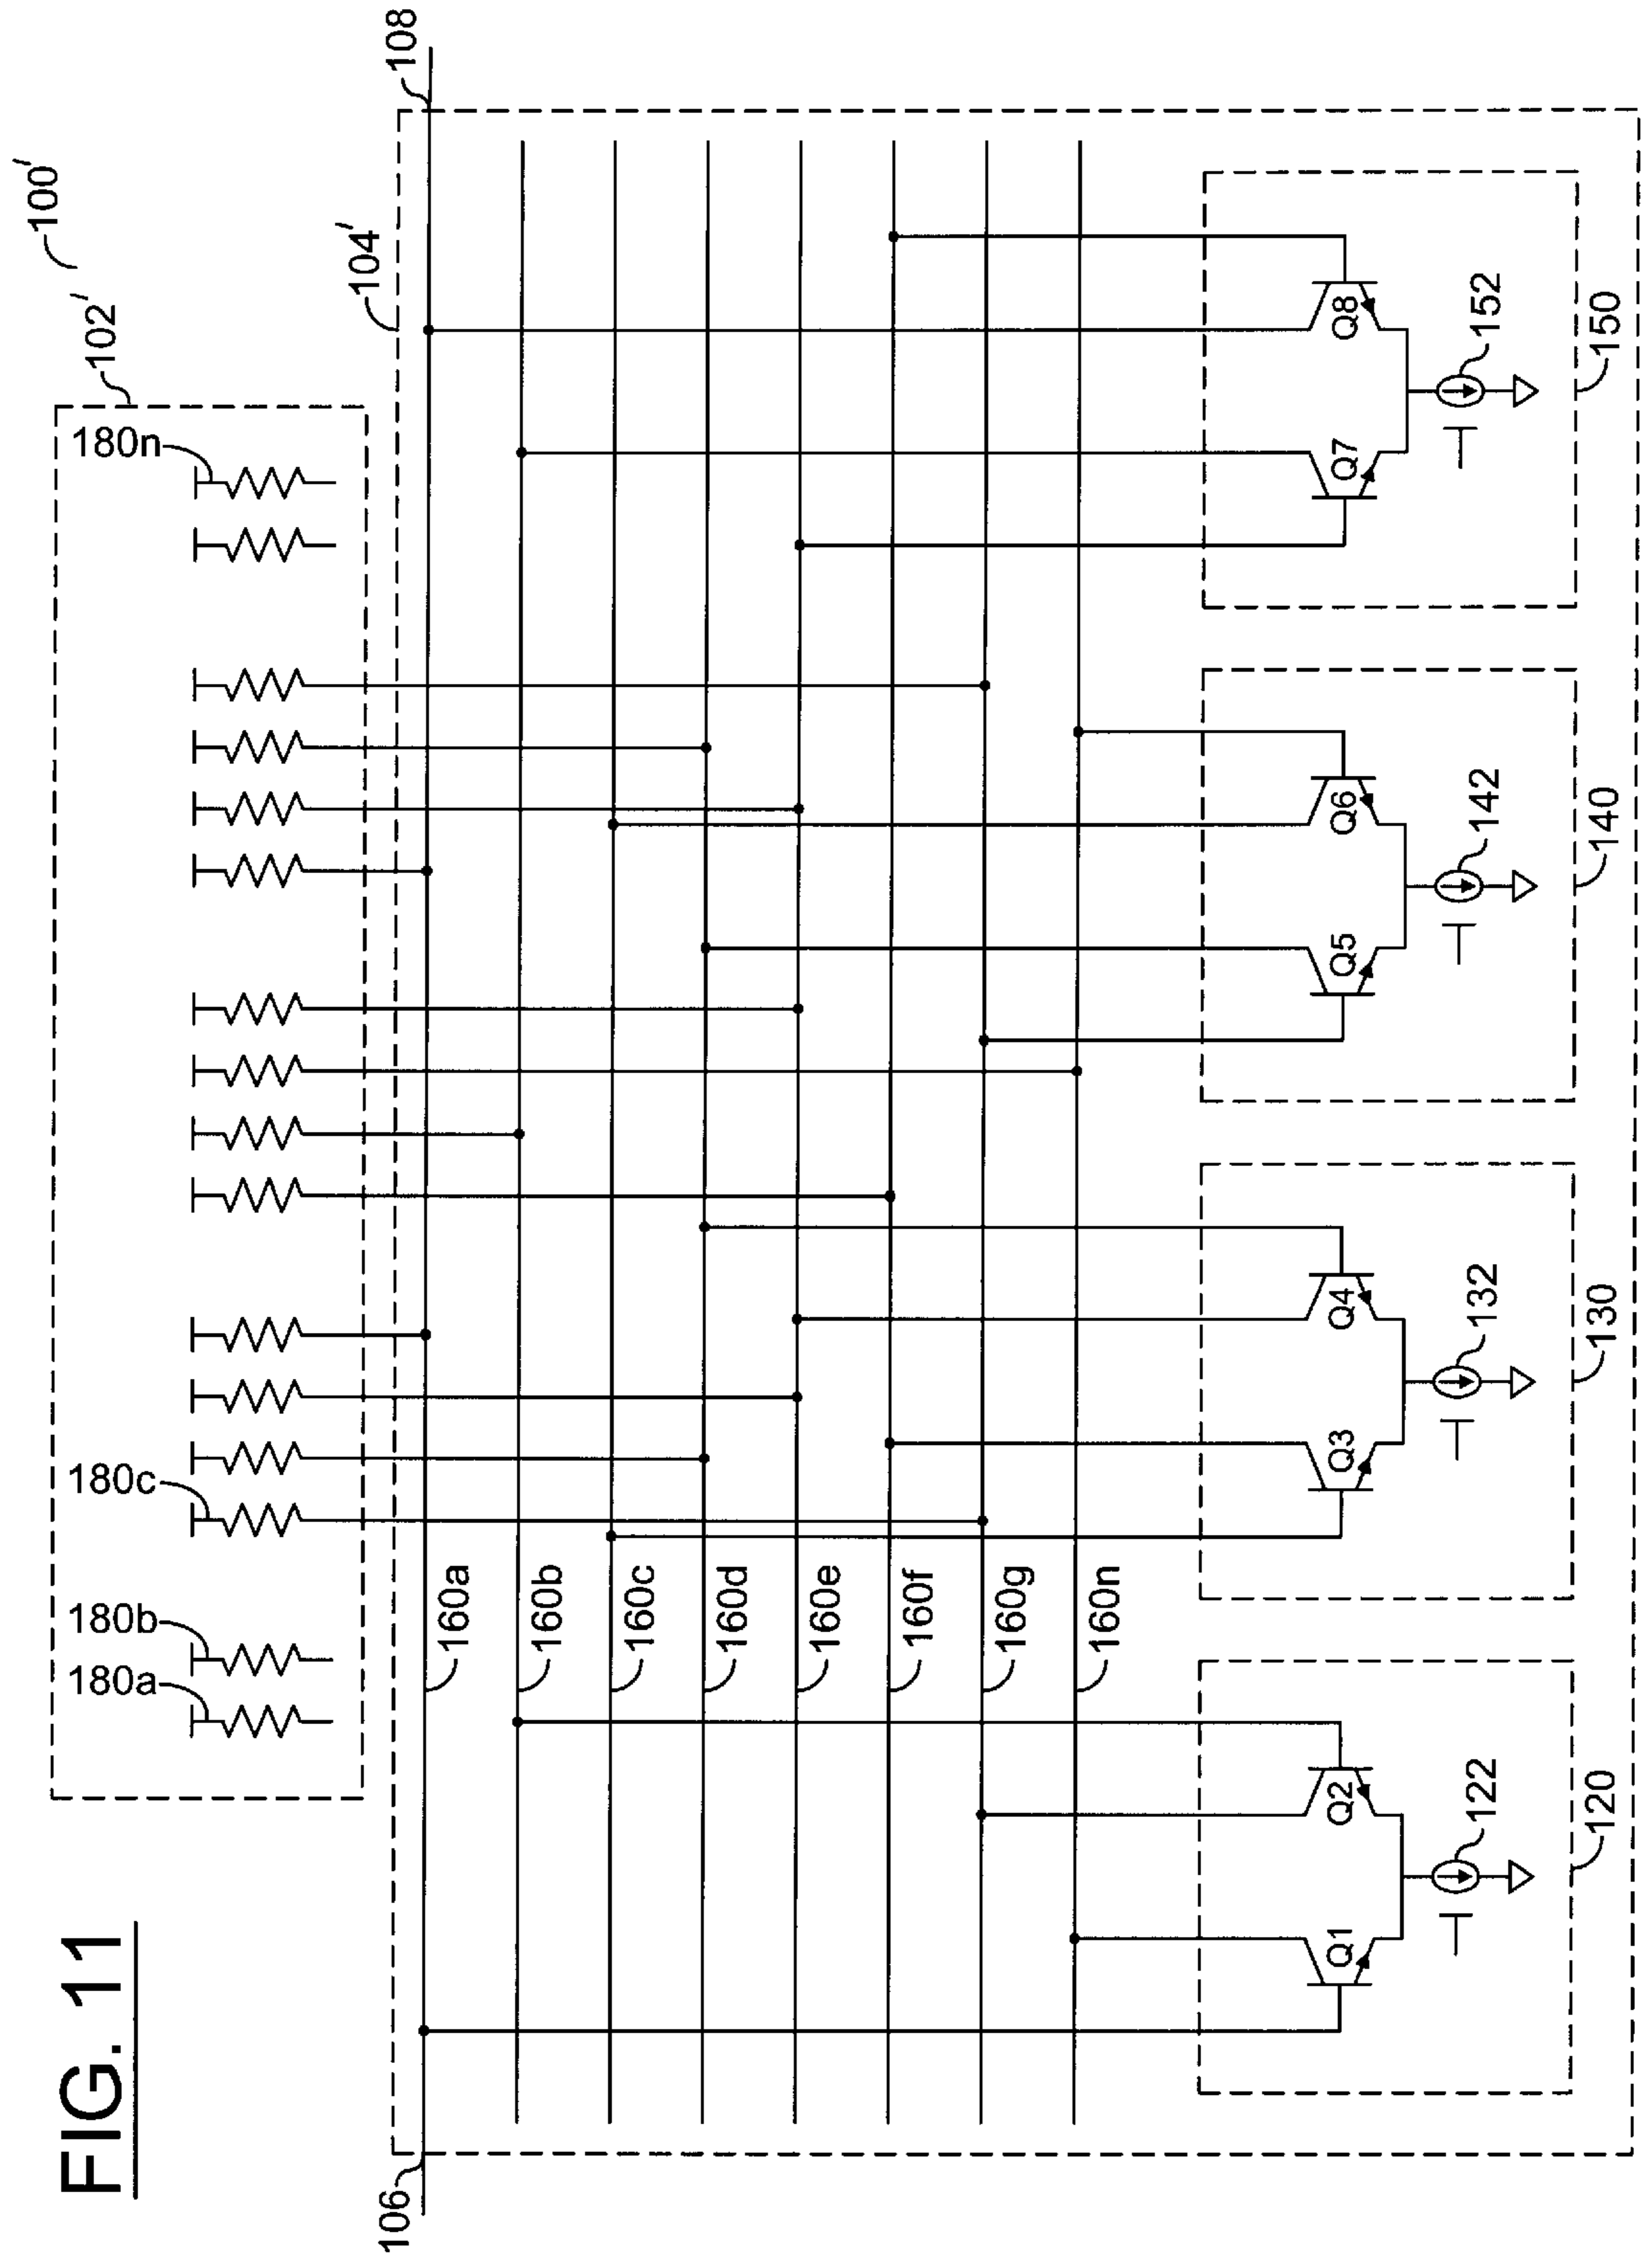 FIG. 11
100'
102'
180a
180b
180c
180n
104'
106
108
160a
160b
160c
160d
160e
160f
160g
160n
Q1
Q2
Q3
Q4
Q5
Q6
Q7
Q8
122
132
142
152
120
130
140
150